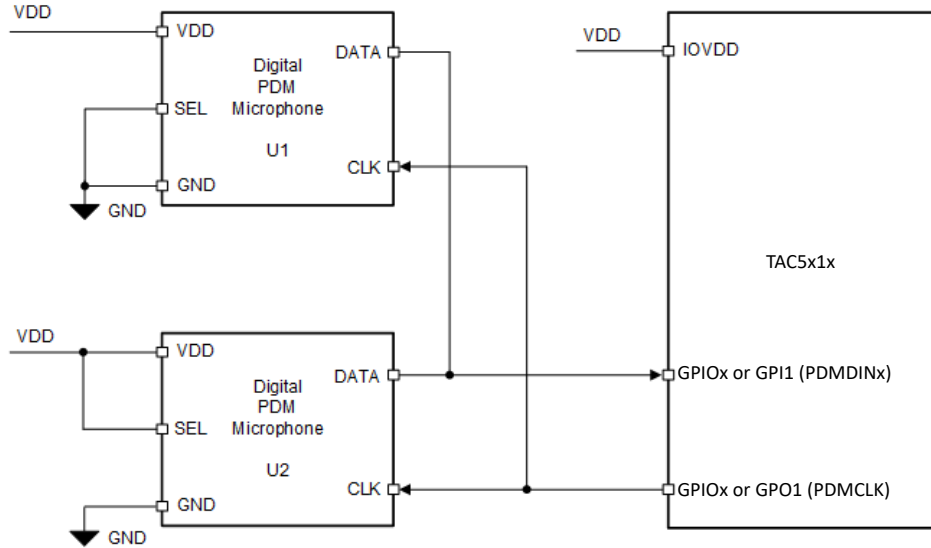 VDD
VDD
DATA
Digital
PDM
Microphone
SEL
U1
CLK
GND
GND
VDD
IOVDD
TAC5x1x
VDD
VDD
DATA
Digital
PDM
Microphone
SEL
U2
CLK
GND
GND
GPIOx or GPI1 (PDMDINx)
GPIOx or GPO1 (PDMCLK)